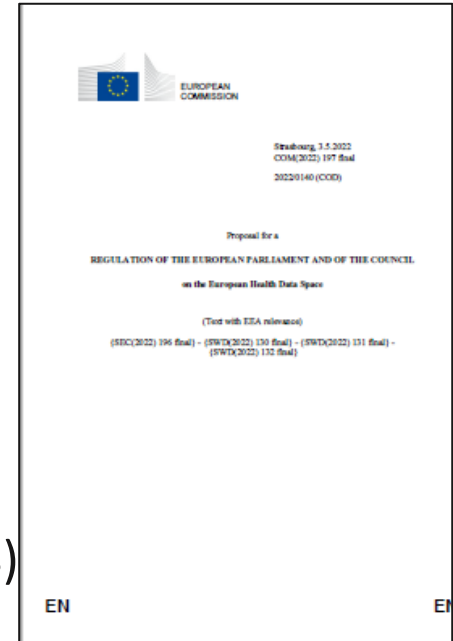 EUROPEAN
COMMISSION
Strasbourg, 3.5.2022
COM(2022) 197 final
2022/0140 (COD)
Proposal for a
REGULATION OF THE EUROPEAN PARLIAMENT AND OF THE COUNCIL
on the European Health Data Space
(Text with EEA relevance)
{SEC(2022) 196 final} - {SWD(2022) 130 final} - {SWD(2022) 131 final} -
{SWD(2022) 132 final}
)
EN